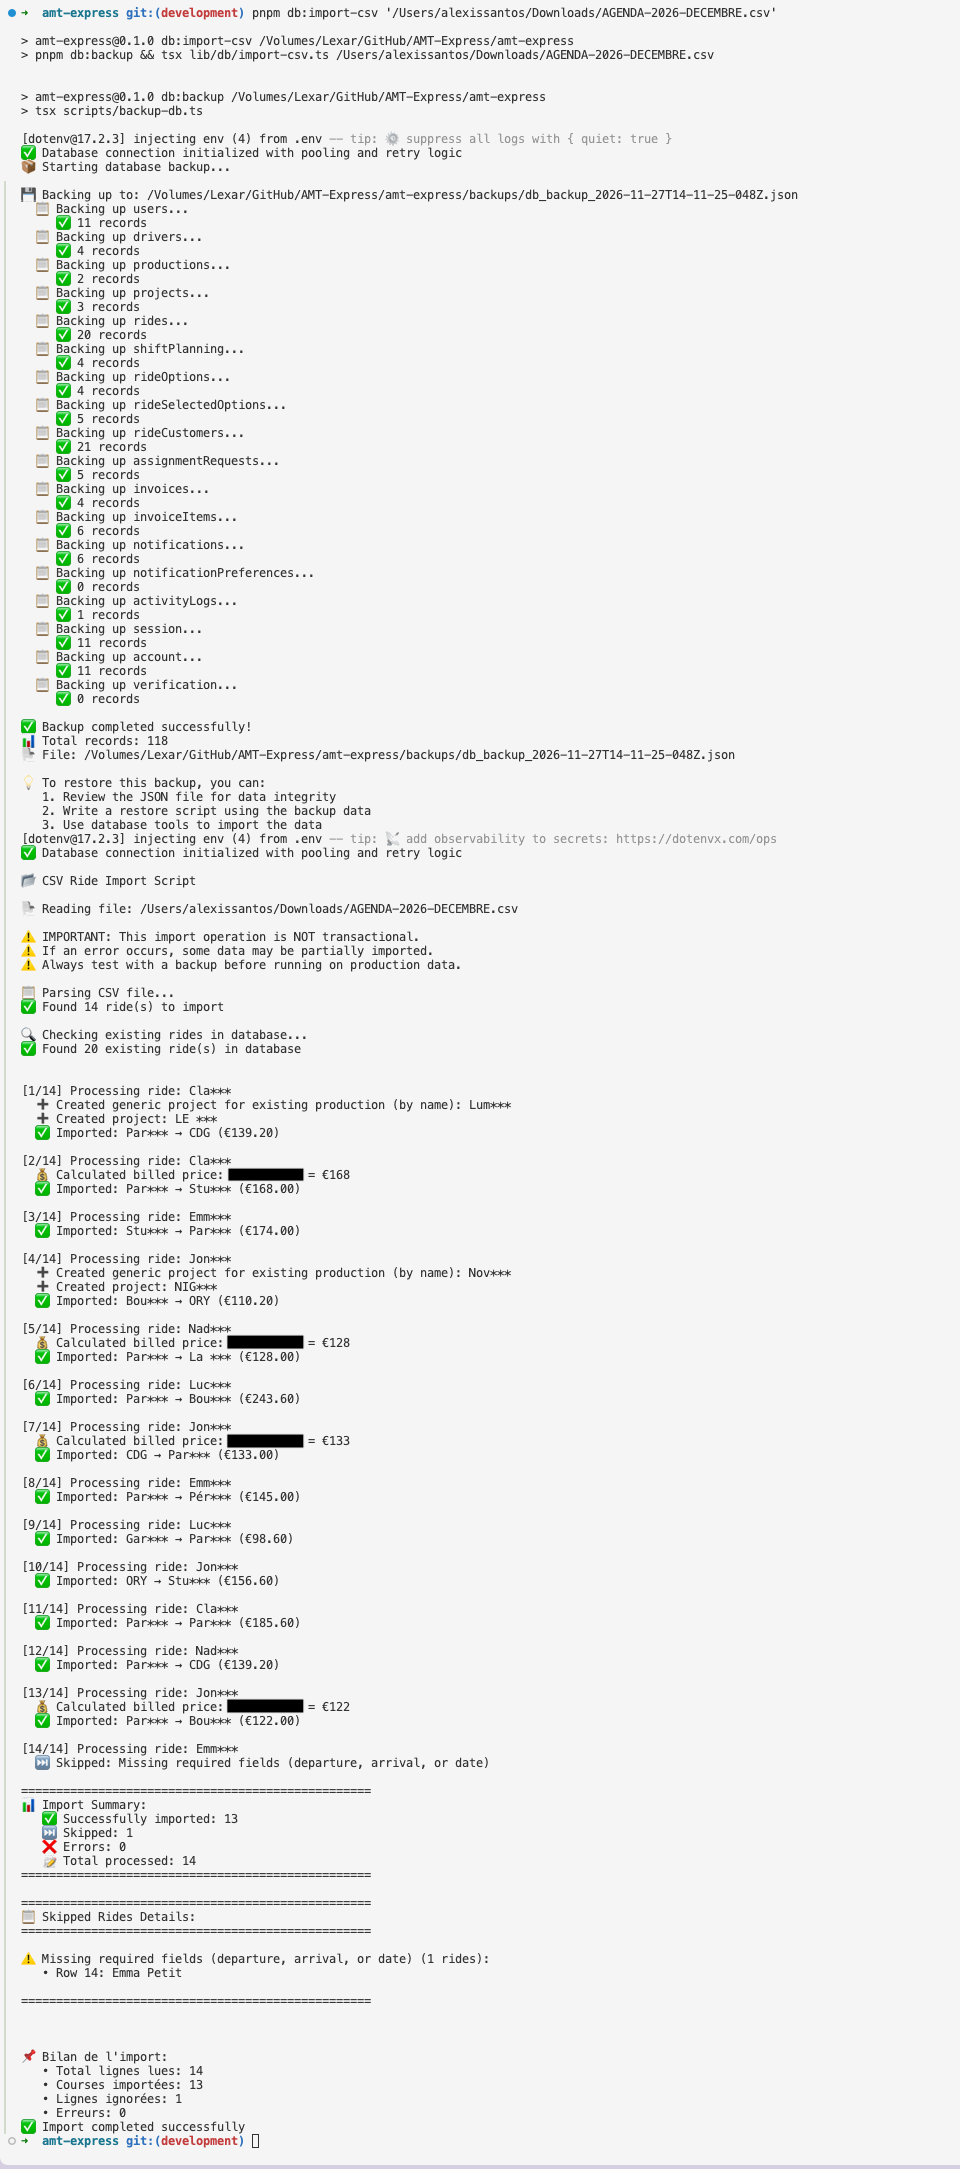 ➜ amt-express git:(development) pnpm db:import-csv '/Users/alexissantos/Downloads/AGENDA-2026-DECEMBRE.csv'
> amt-express@0.1.0 db:import-csv /Volumes/Lexar/GitHub/AMT-Express/amt-express
> pnpm db:backup && tsx lib/db/import-csv.ts /Users/alexissantos/Downloads/AGENDA-2026-DECEMBRE.csv
> amt-express@0.1.0 db:backup /Volumes/Lexar/GitHub/AMT-Express/amt-express
> tsx scripts/backup-db.ts
[dotenv@17.2.3] injecting env (4) from .env -- tip: ⚙️ suppress all logs with { quiet: true }
✅ Database connection initialized with pooling and retry logic
📦 Starting database backup...
💾 Backing up to: /Volumes/Lexar/GitHub/AMT-Express/amt-express/backups/db_backup_2026-11-27T14-11-25-048Z.json
📋 Backing up users...
✅ 11 records
📋 Backing up drivers...
✅ 4 records
📋 Backing up productions...
✅ 2 records
📋 Backing up projects...
✅ 3 records
📋 Backing up rides...
✅ 20 records
📋 Backing up shiftPlanning...
✅ 4 records
📋 Backing up rideOptions...
✅ 4 records
📋 Backing up rideSelectedOptions...
✅ 5 records
📋 Backing up rideCustomers...
✅ 21 records
📋 Backing up assignmentRequests...
✅ 5 records
📋 Backing up invoices...
✅ 4 records
📋 Backing up invoiceItems...
✅ 6 records
📋 Backing up notifications...
✅ 6 records
📋 Backing up notificationPreferences...
✅ 0 records
📋 Backing up activityLogs...
✅ 1 records
📋 Backing up session...
✅ 11 records
📋 Backing up account...
✅ 11 records
📋 Backing up verification...
✅ 0 records
✅ Backup completed successfully!
📊 Total records: 118
📄 File: /Volumes/Lexar/GitHub/AMT-Express/amt-express/backups/db_backup_2026-11-27T14-11-25-048Z.json
💡 To restore this backup, you can:
1. Review the JSON file for data integrity
2. Write a restore script using the backup data
3. Use database tools to import the data
[dotenv@17.2.3] injecting env (4) from .env -- tip: 📡 add observability to secrets: https://dotenvx.com/ops
✅ Database connection initialized with pooling and retry logic
📂 CSV Ride Import Script
📄 Reading file: /Users/alexissantos/Downloads/AGENDA-2026-DECEMBRE.csv
⚠️ IMPORTANT: This import operation is NOT transactional.
⚠️ If an error occurs, some data may be partially imported.
⚠️ Always test with a backup before running on production data.
📋 Parsing CSV file...
✅ Found 14 ride(s) to import
🔍 Checking existing rides in database...
✅ Found 20 existing ride(s) in database
[1/14] Processing ride: Cla***
➕ Created generic project for existing production (by name): Lum***
➕ Created project: LE ***
✅ Imported: Par*** → CDG (€139.20)
[2/14] Processing ride: Cla***
💰 Calculated billed price: = €168
✅ Imported: Par*** → Stu*** (€168.00)
[3/14] Processing ride: Emm***
✅ Imported: Stu*** → Par*** (€174.00)
[4/14] Processing ride: Jon***
➕ Created generic project for existing production (by name): Nov***
➕ Created project: NIG***
✅ Imported: Bou*** → ORY (€110.20)
[5/14] Processing ride: Nad***
💰 Calculated billed price: = €128
✅ Imported: Par*** → La *** (€128.00)
[6/14] Processing ride: Luc***
✅ Imported: Par*** → Bou*** (€243.60)
[7/14] Processing ride: Jon***
💰 Calculated billed price: = €133
✅ Imported: CDG → Par*** (€133.00)
[8/14] Processing ride: Emm***
✅ Imported: Par*** → Pér*** (€145.00)
[9/14] Processing ride: Luc***
✅ Imported: Gar*** → Par*** (€98.60)
[10/14] Processing ride: Jon***
✅ Imported: ORY → Stu*** (€156.60)
[11/14] Processing ride: Cla***
✅ Imported: Par*** → Par*** (€185.60)
[12/14] Processing ride: Nad***
✅ Imported: Par*** → CDG (€139.20)
[13/14] Processing ride: Jon***
💰 Calculated billed price: = €122
✅ Imported: Par*** → Bou*** (€122.00)
[14/14] Processing ride: Emm***
⏭️ Skipped: Missing required fields (departure, arrival, or date)
==================================================
📊 Import Summary:
✅ Successfully imported: 13
⏭️ Skipped: 1
❌ Errors: 0
📝 Total processed: 14
==================================================
==================================================
📋 Skipped Rides Details:
==================================================
⚠️ Missing required fields (departure, arrival, or date) (1 rides):
• Row 14: Emma Petit
==================================================
📌 Bilan de l'import:
• Total lignes lues: 14
• Courses importées: 13
• Lignes ignorées: 1
• Erreurs: 0
✅ Import completed successfully
➜ amt-express git:(development)